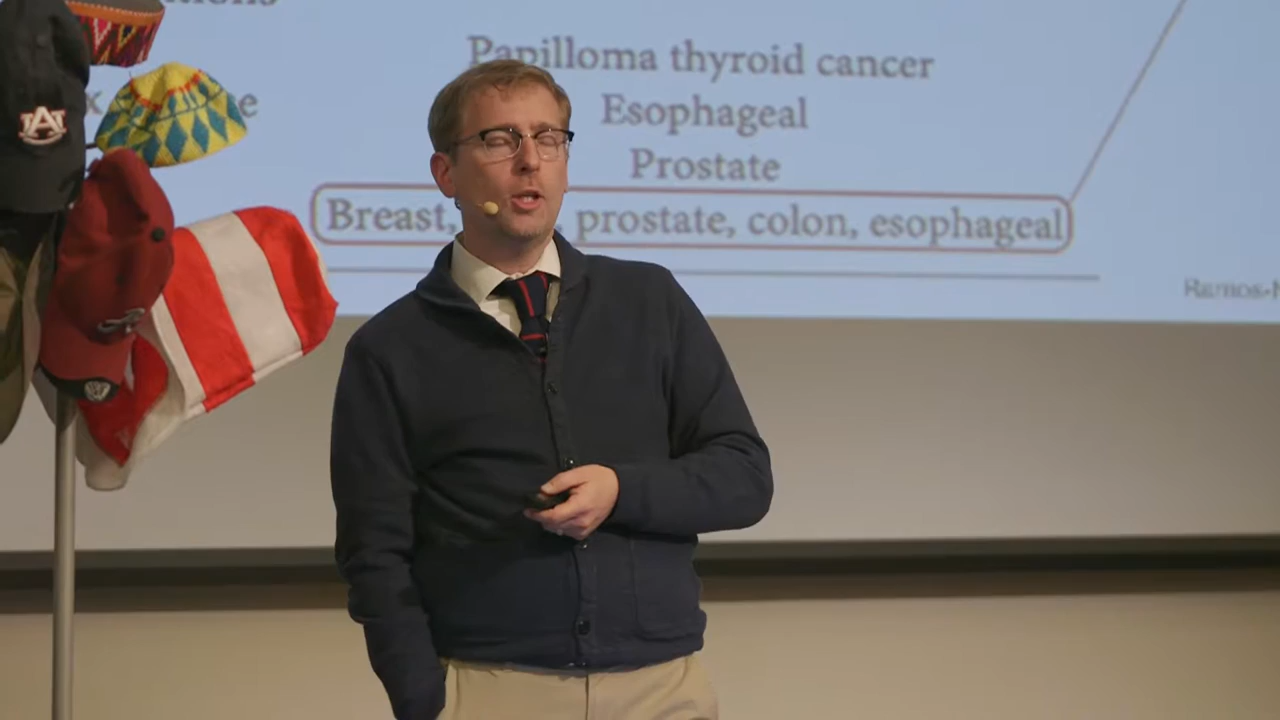 Papilloma thyroid cancer
Esophageal
Prostate
Breast, prostate, colon, esophageal
AU